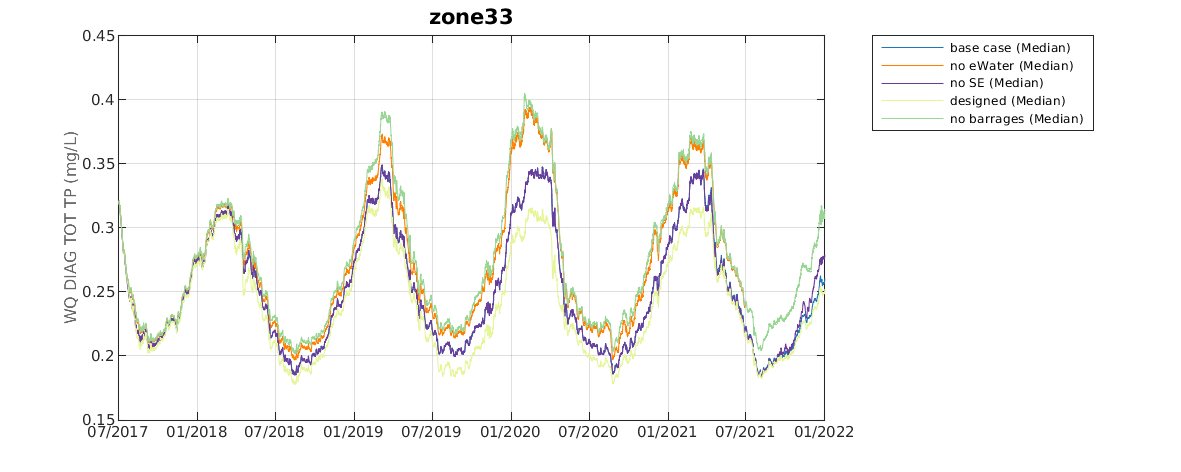 zone33
WQ DIAG TOT TP (mg/L)
0.45
0.4
0.35
0.3
0.25
0.2
0.15
07/2017 01/2018 07/2018 01/2019 07/2019 01/2020 07/2020 01/2021 07/2021 01/2022
base case (Median)
no eWater (Median)
no SE (Median)
designed (Median)
no barrages (Median)